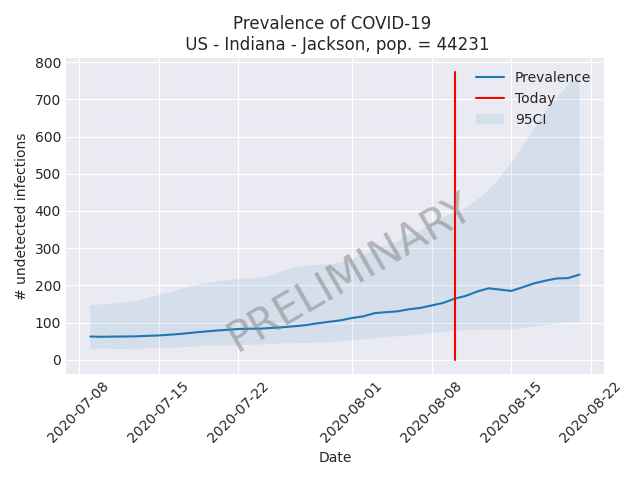 Prevalence of COVID-19
US - Indiana - Jackson, pop. = 44231
800
700
600
500
400
300
200
100
0
# undetected infections
Prevalence
Today
95CI
PRELIMINARY
2020-07-08
2020-07-15
2020-07-22
2020-08-01
2020-08-08
2020-08-15
2020-08-22
Date